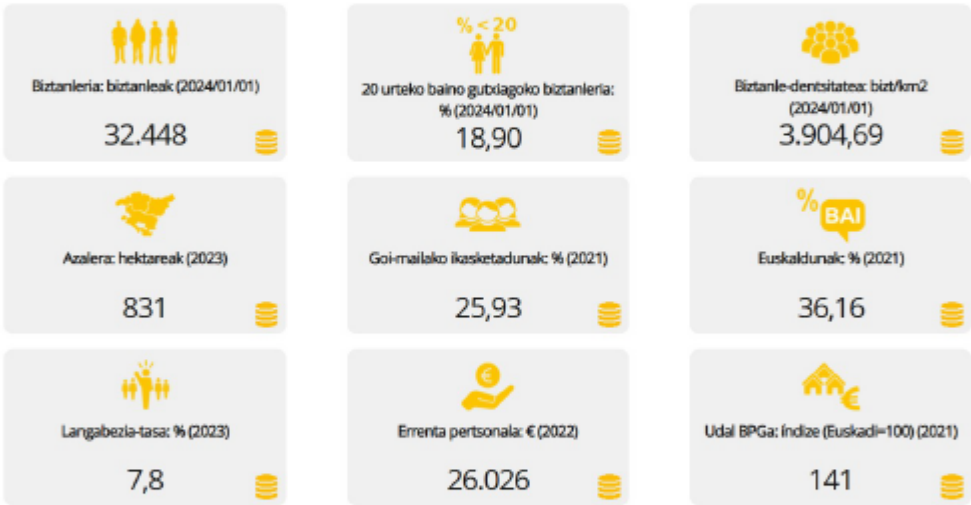 Biztanleria: biztanleak (2024/01/01)
32.448
% < 20
20 urteko baino gutxiagoko biztanleria:
% (2024/01/01)
18,90
Biztanle-dentsitatea: bizt/km2
(2024/01/01)
3.904,69
Azalera: hektareak (2023)
831
Goi-mailako ikasketadunak: % (2021)
25,93
% BAI
Euskaldunak: % (2021)
36,16
Langabezia-tasa: % (2023)
7,8
€
Errenta pertsonala: € (2022)
26.026
€
Udal BPGa: índize (Euskadi=100) (2021)
141